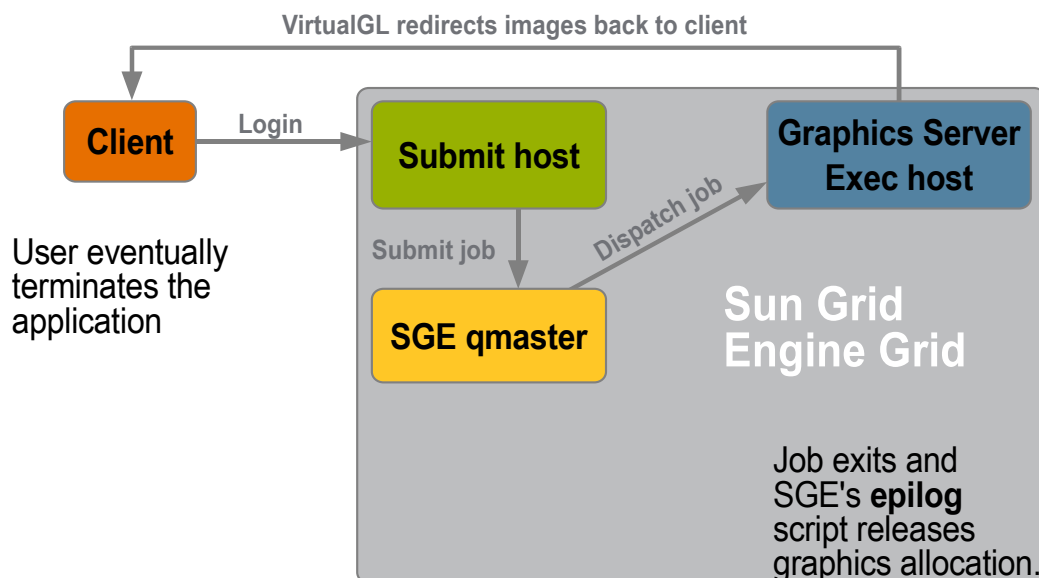 VirtualGL redirects images back to client
Client
Login
Submit host
Graphics Server
Exec host
Submit job
Dispatch job
User eventually
terminates the
application
SGE qmaster
Sun Grid
Engine Grid
Job exits and
SGE's epilog
script releases
graphics allocation.